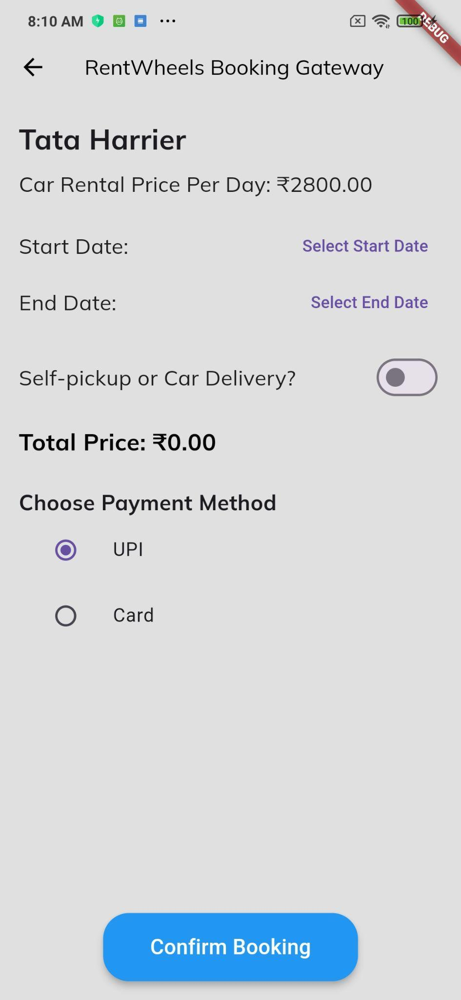 8:10 AM
100
DEBUG
RentWheels Booking Gateway
Tata Harrier
Car Rental Price Per Day: ₹2800.00
Start Date:
Select Start Date
End Date:
Select End Date
Self-pickup or Car Delivery?
Total Price: ₹0.00
Choose Payment Method
UPI
Card
Confirm Booking